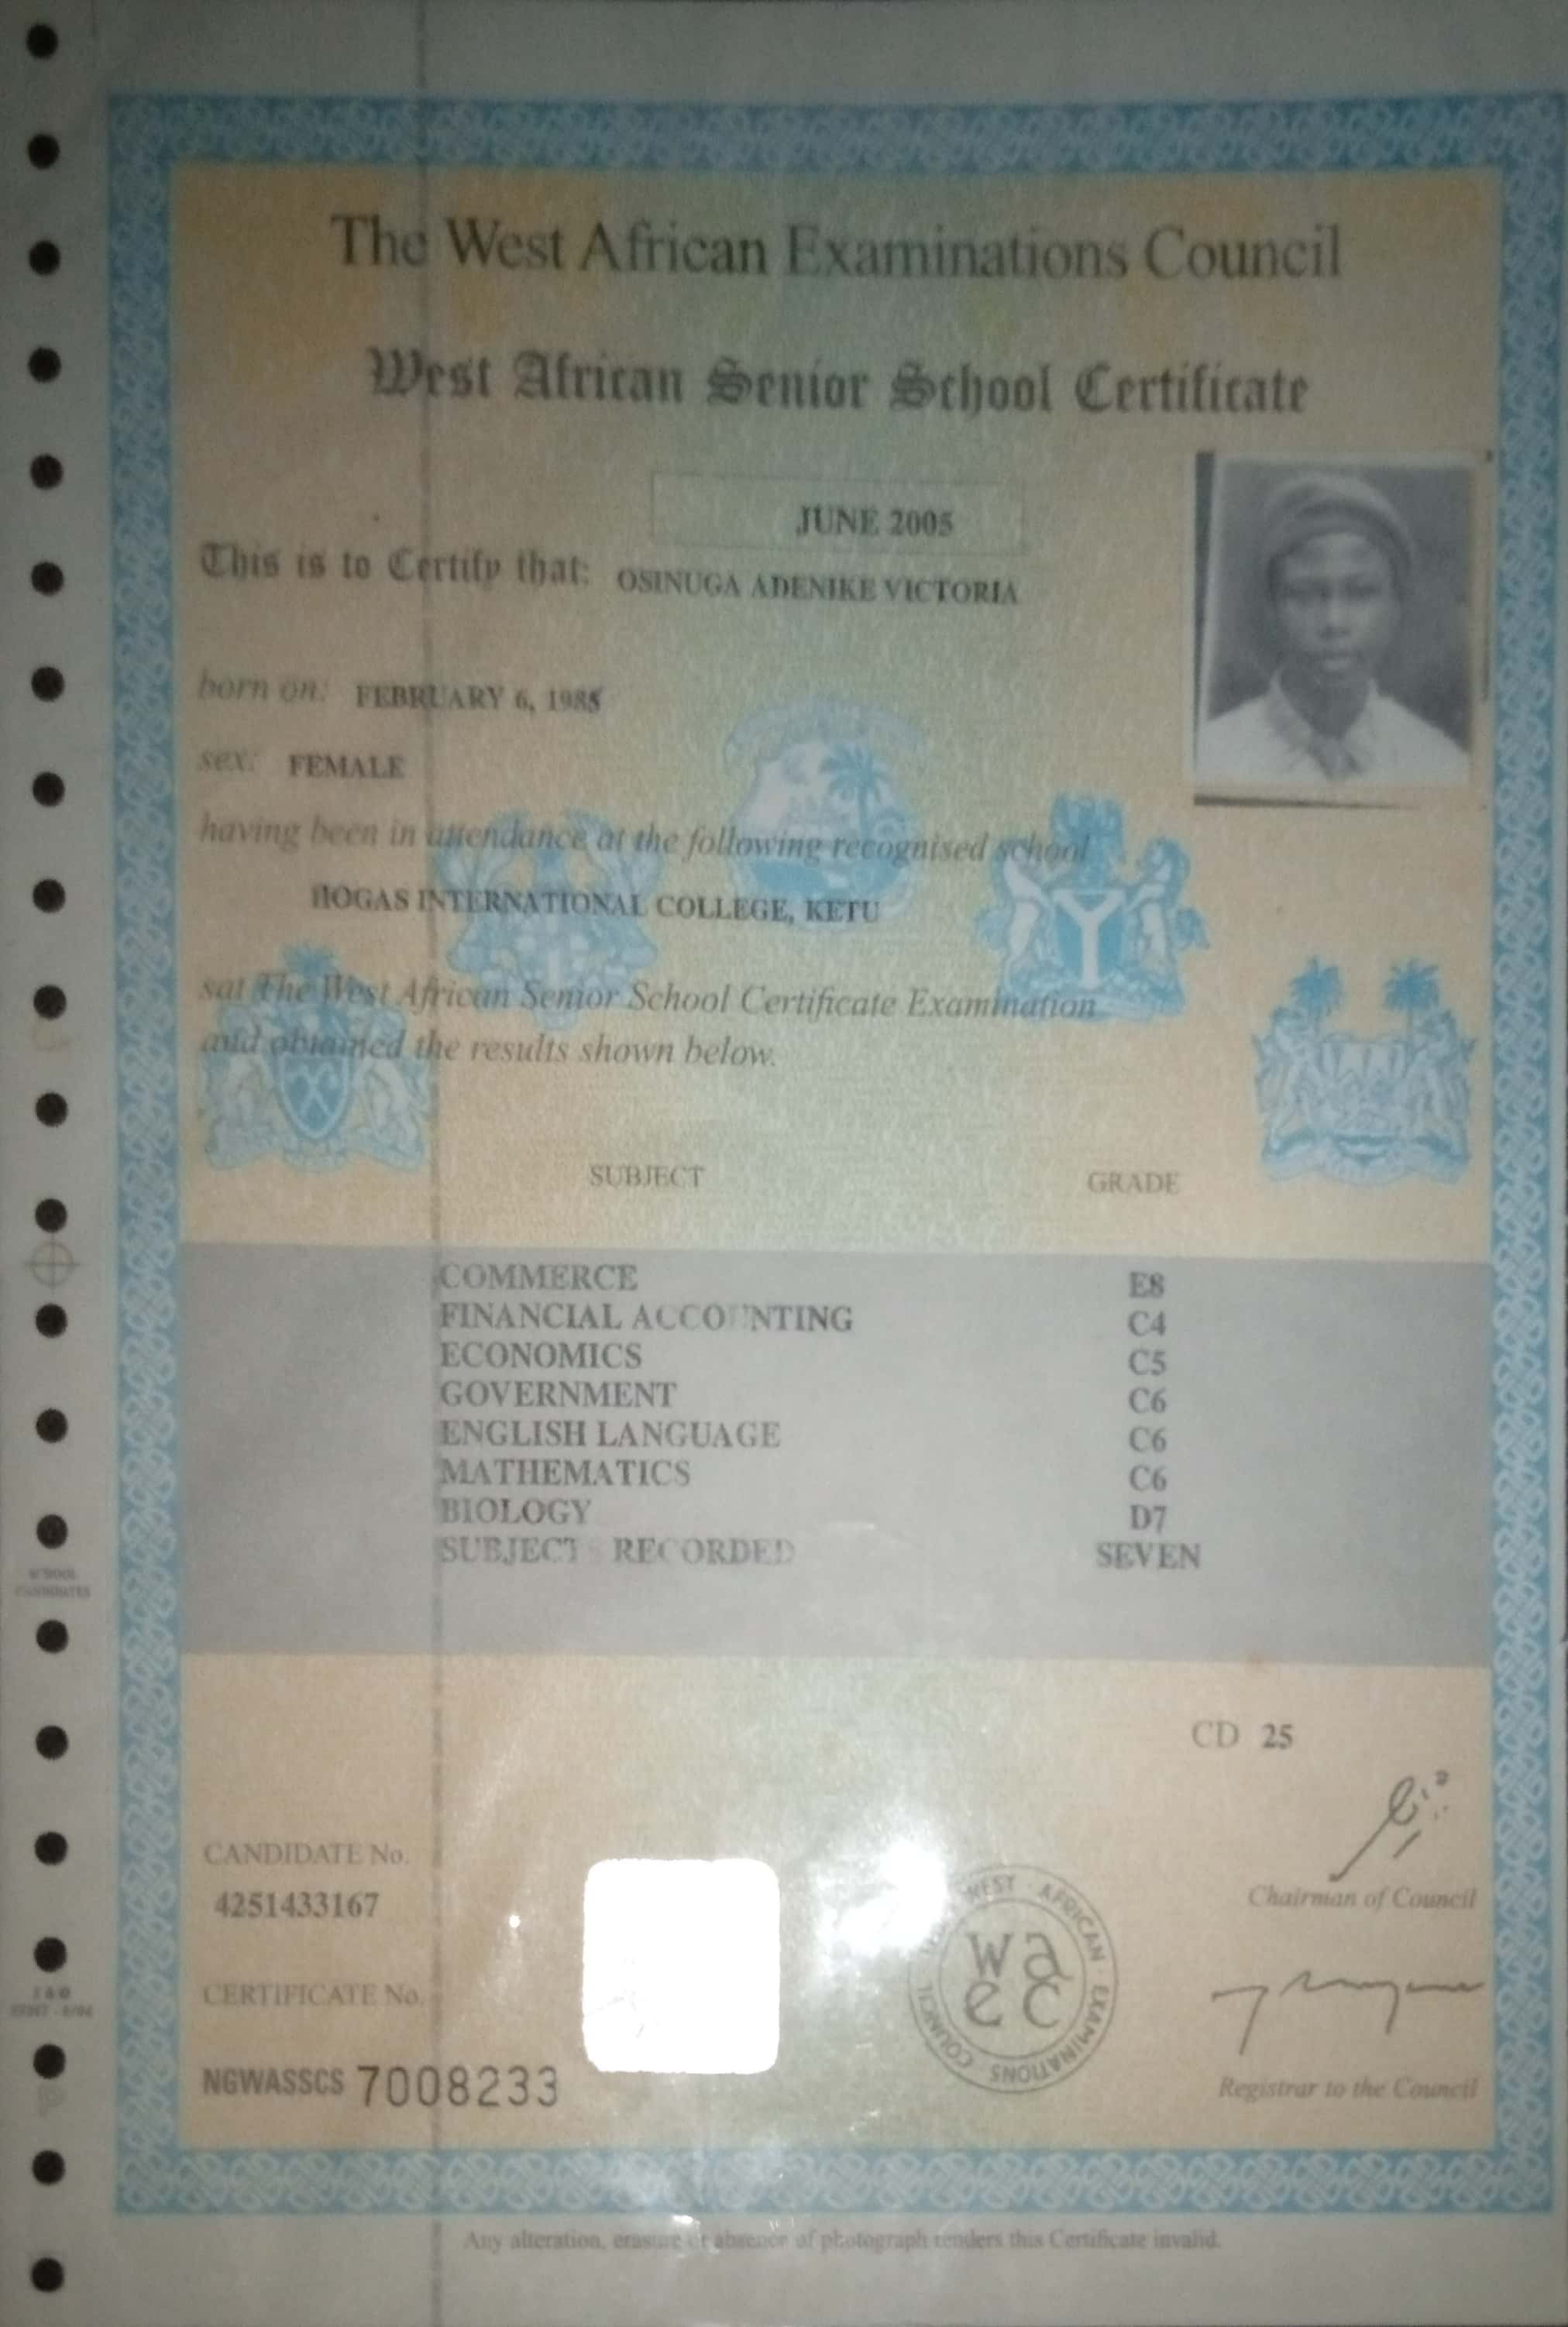 The West African Examinations Council
West African Senior School Certificate
JUNE 2005
This is to Certify that: OSINUGA ADENIKE VICTORIA
born on: FEBRUARY 6, 1985
sex: FEMALE
having been in attendance at the following recognised school
HOGAS INTERNATIONAL COLLEGE, KETU
sat The West African Senior School Certificate Examination
and obtained the results shown below.
SUBJECT GRADE
COMMERCE E8
FINANCIAL ACCOUNTING C4
ECONOMICS C5
GOVERNMENT C6
ENGLISH LANGUAGE C6
MATHEMATICS C6
BIOLOGY D7
SUBJECTS RECORDED SEVEN
CD 25
CANDIDATE No.
4251433167
Chairman of Council
CERTIFICATE No.
NGWASSCS 7008233
WEST AFRICAN EXAMINATIONS COUNCIL
wa
ec
Registrar to the Council
SCHOOL
CANDIDATES
Any alteration, erasure or absence of photograph renders this Certificate invalid.